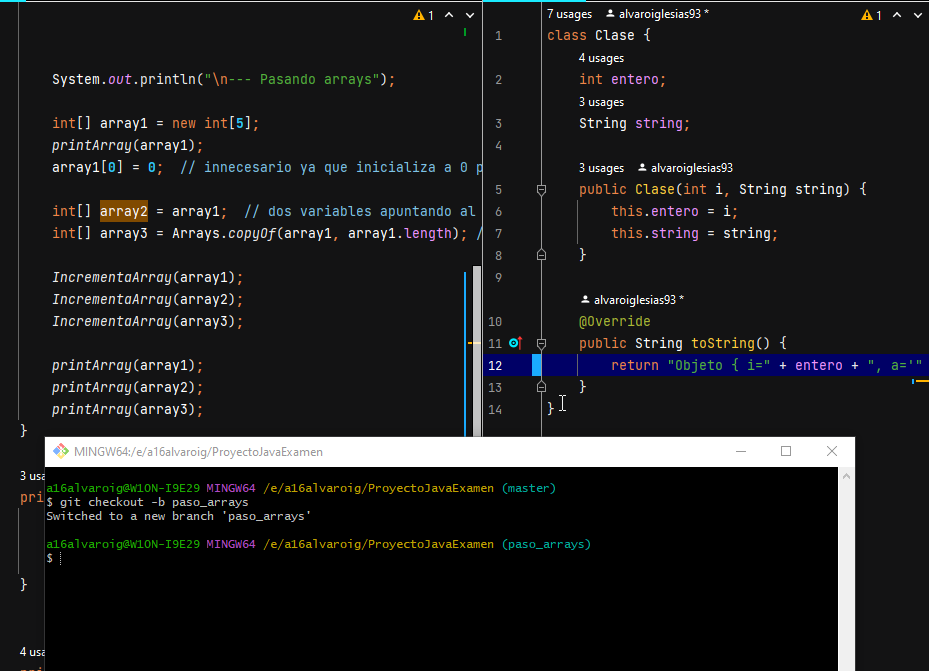 1
System.out.println("\n--- Pasando arrays");
int[] array1 = new int[5];
printArray(array1);
array1[0] = 0;  // innecesario ya que inicializa a 0 p
int[] array2 = array1;  // dos variables apuntando al
int[] array3 = Arrays.copyOf(array1, array1.length); /
IncrementaArray(array1);
IncrementaArray(array2);
IncrementaArray(array3);
printArray(array1);
printArray(array2);
printArray(array3);
}
3 usa
pri
}
4 usa
7 usages alvaroiglesias93 *
1
1 class Clase {
4 usages
2 int entero;
3 usages
3 String string;
4
3 usages alvaroiglesias93
5 public Clase(int i, String string) {
6 this.entero = i;
7 this.string = string;
8 }
9
alvaroiglesias93 *
10 @Override
11 public String toString() {
12 return "Objeto { i=" + entero + ", a='"
13 }
14 }
MINGW64:/e/a16alvaroig/ProyectoJavaExamen
a16alvaroig@W10N-I9E29 MINGW64 /e/a16alvaroig/ProyectoJavaExamen (master)
$ git checkout -b paso_arrays
Switched to a new branch 'paso_arrays'
a16alvaroig@W10N-I9E29 MINGW64 /e/a16alvaroig/ProyectoJavaExamen (paso_arrays)
$